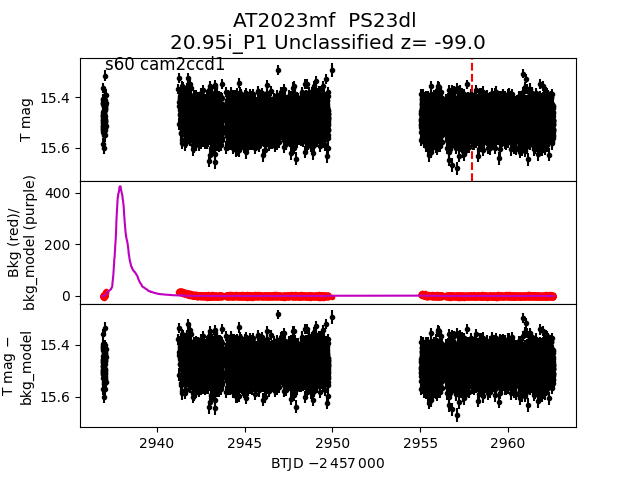 AT2023mf  PS23dl
20.95i_P1 Unclassified z= -99.0
s60 cam2ccd1
T mag
15.4
15.6
Bkg (red)/
bkg_model (purple)
400
200
0
T mag −
bkg_model
15.4
15.6
2940
2945
2950
2955
2960
BTJD −2 457 000